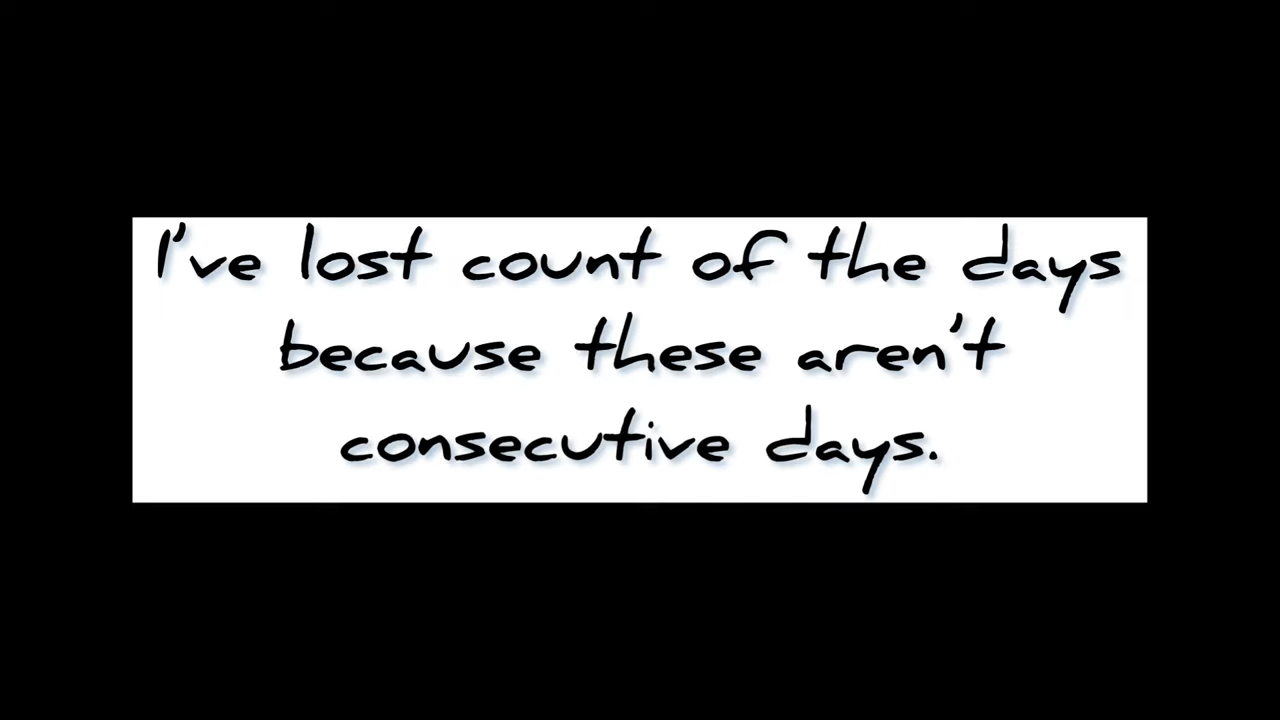 I've lost count of the days
because these aren't
consecutive days.